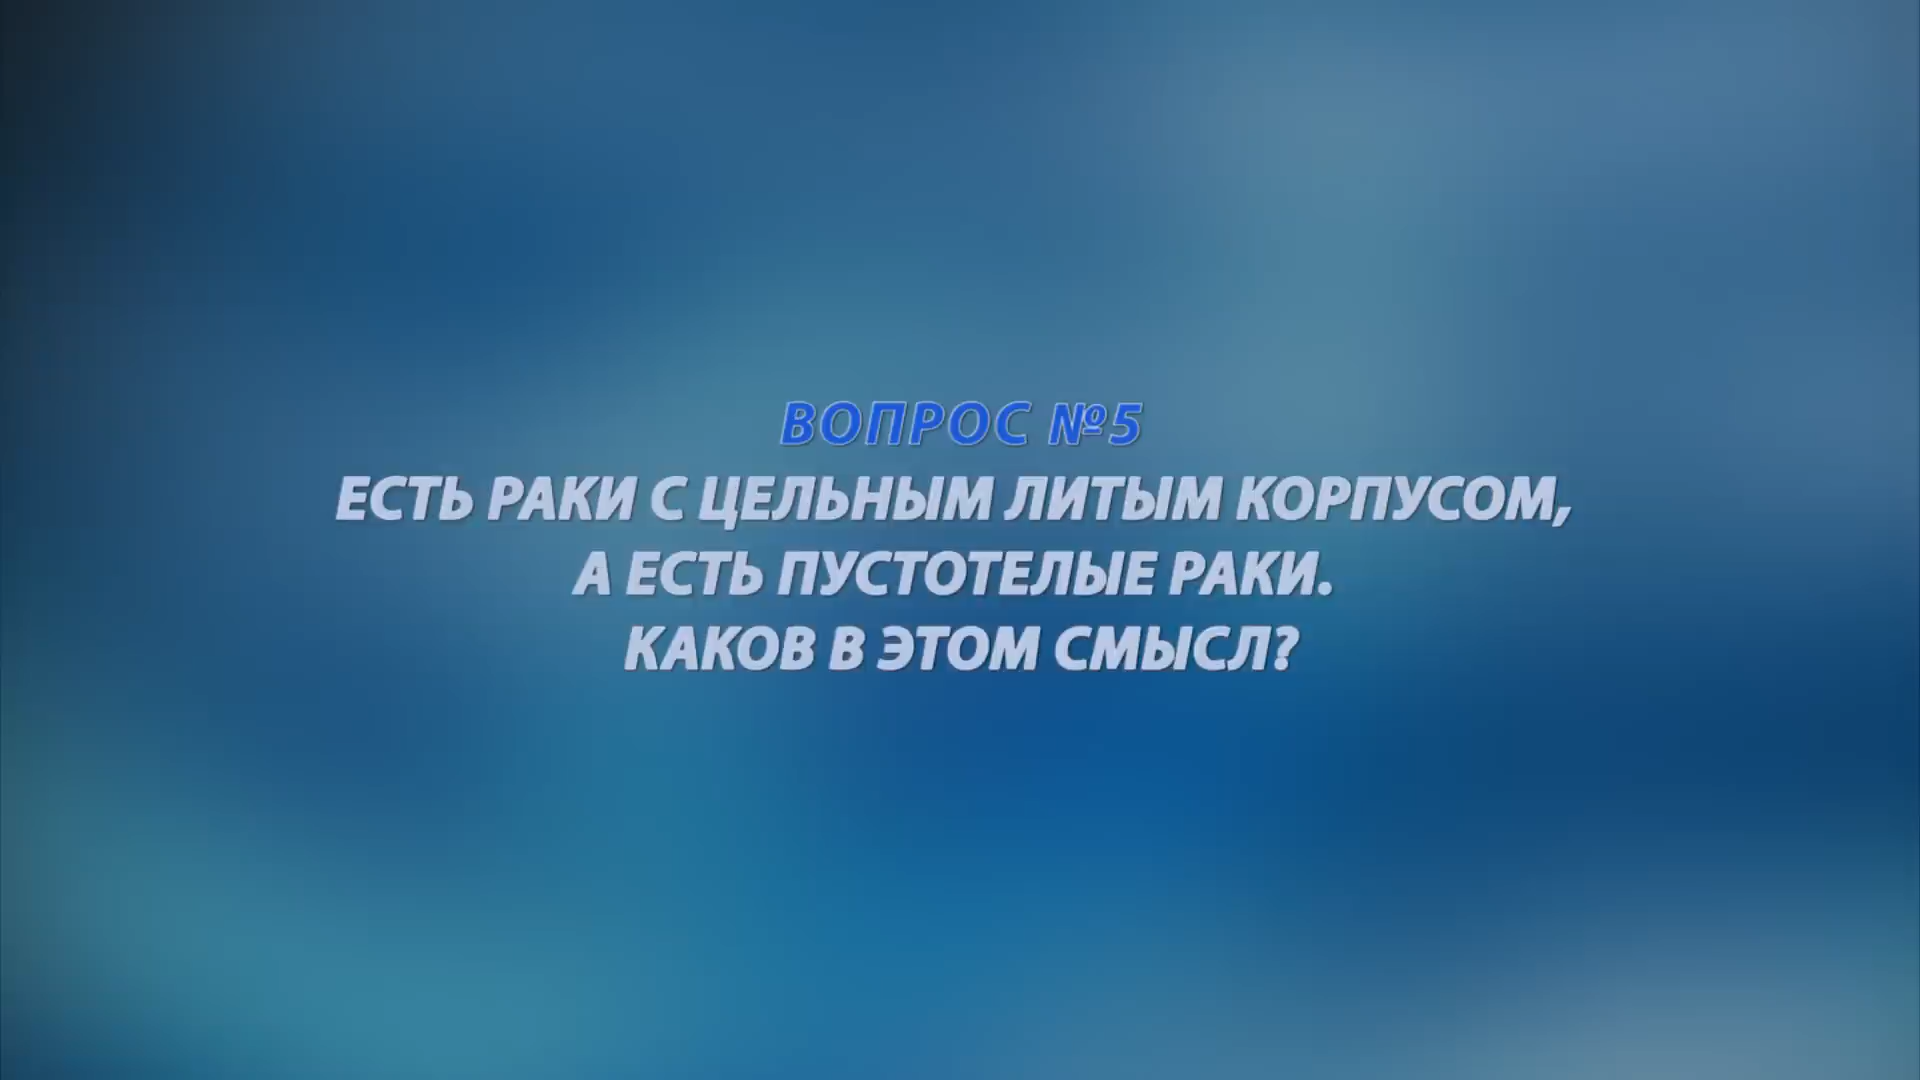 ВОПРОС №5
ЕСТЬ РАКИ С ЦЕЛЬНЫМ ЛИТЫМ КОРПУСОМ,
А ЕСТЬ ПУСТОТЕЛЫЕ РАКИ.
КАКОВ В ЭТОМ СМЫСЛ?